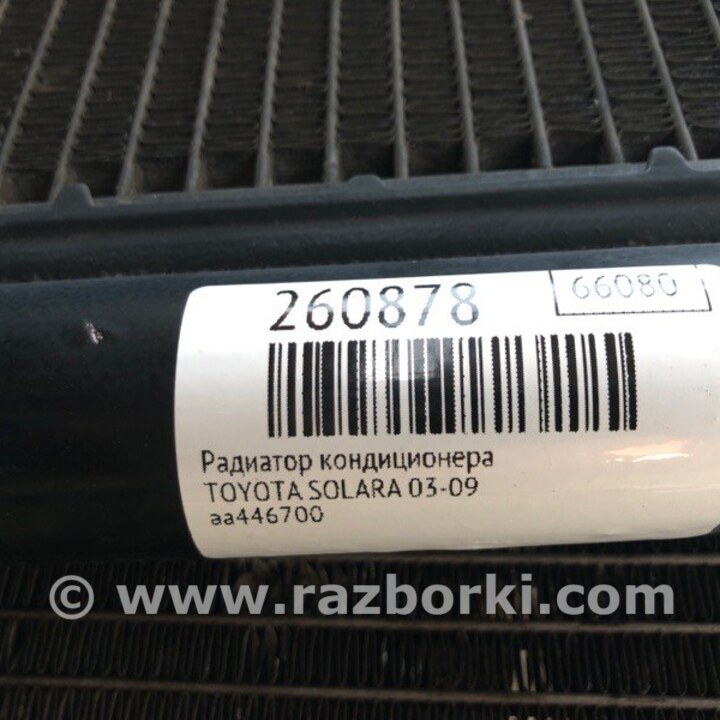 260878
66080
Радиатор кондиционера
TOYOTA SOLARA 03-09
aa446700
© www.razborki.com